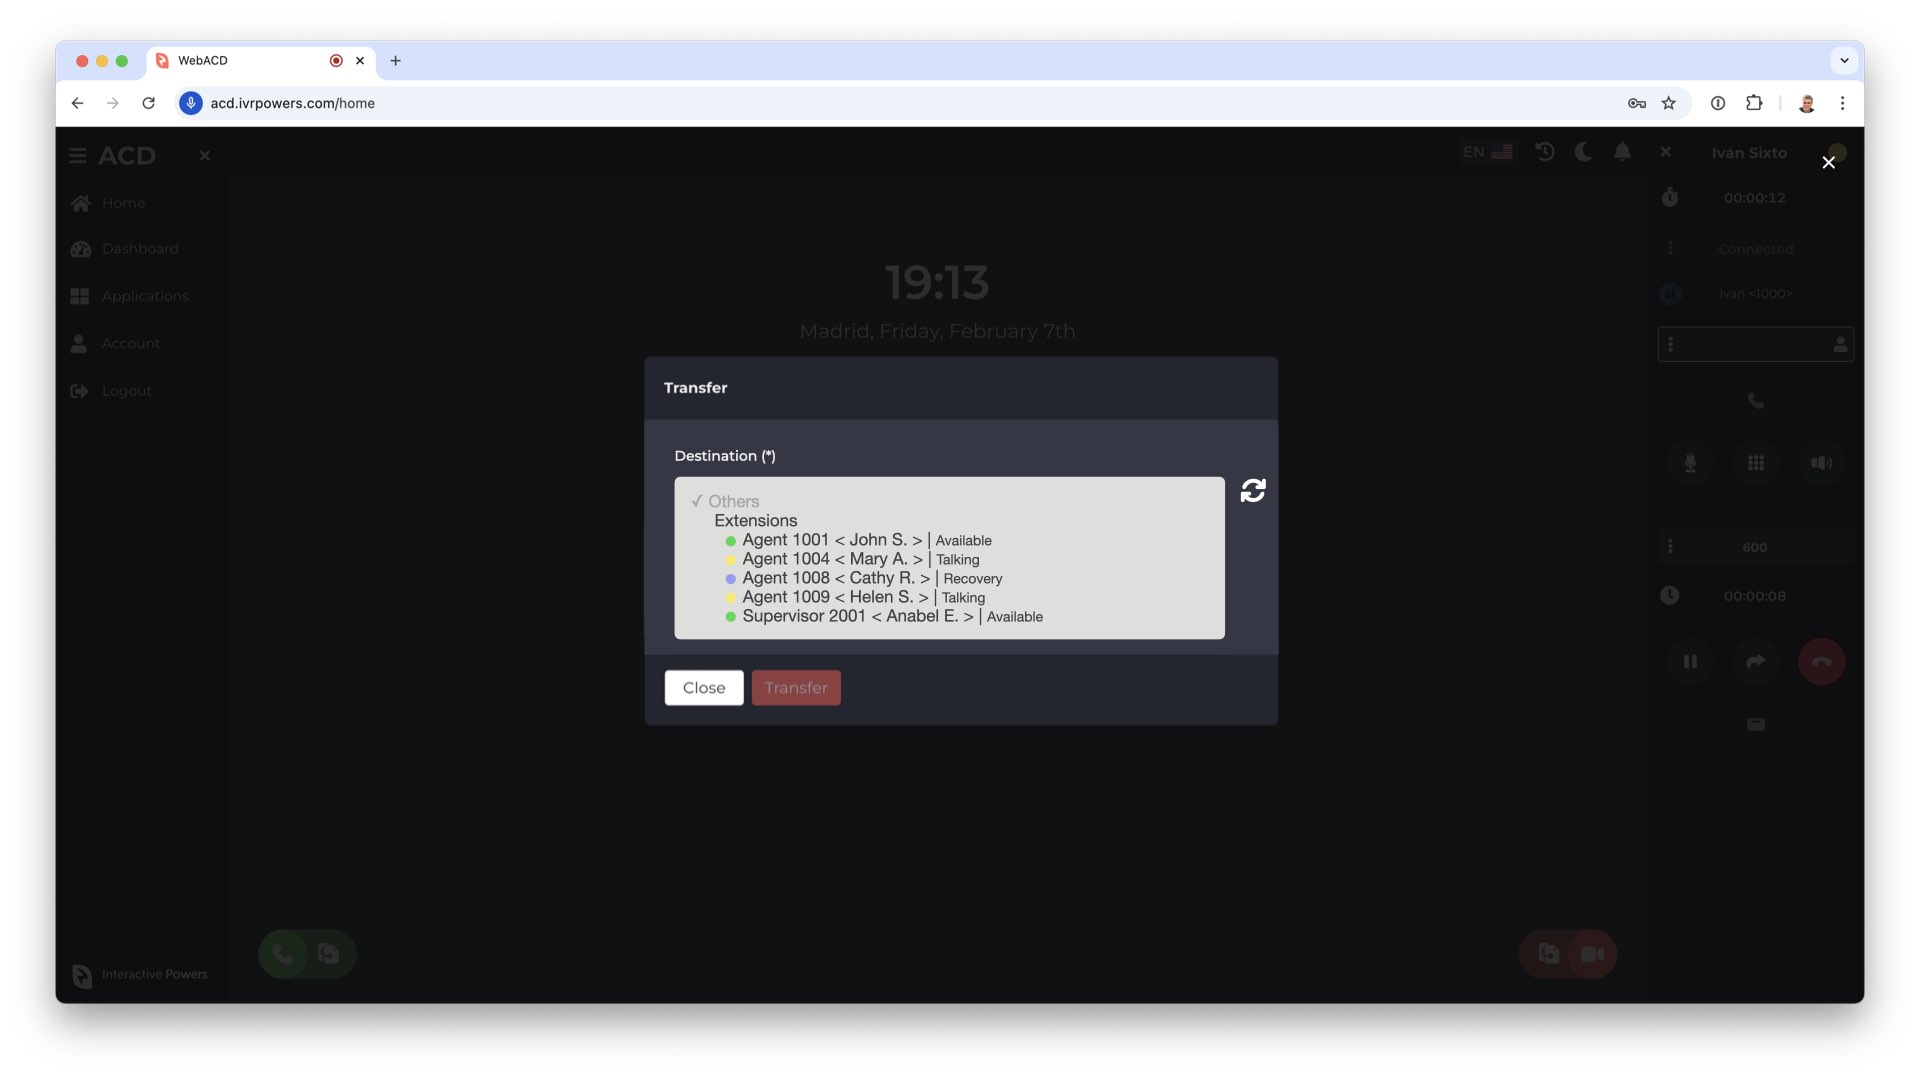 WebACD
acd.ivrpowers.com/home
ACD
EN
Iván Sixto
Home
00:00:12
Dashboard
Connected
19:13
Applications
ivan <1000>
Madrid, Friday, February 7th
Account
Transfer
Logout
Destination (*)
✓ Others
Extensions
Agent 1001 < John S. > | Available
Agent 1004 < Mary A. > | Talking
Agent 1008 < Cathy R. > | Recovery
Agent 1009 < Helen S. > | Talking
Supervisor 2001 < Anabel E. > | Available
600
00:00:08
Close
Transfer
Interactive Powers